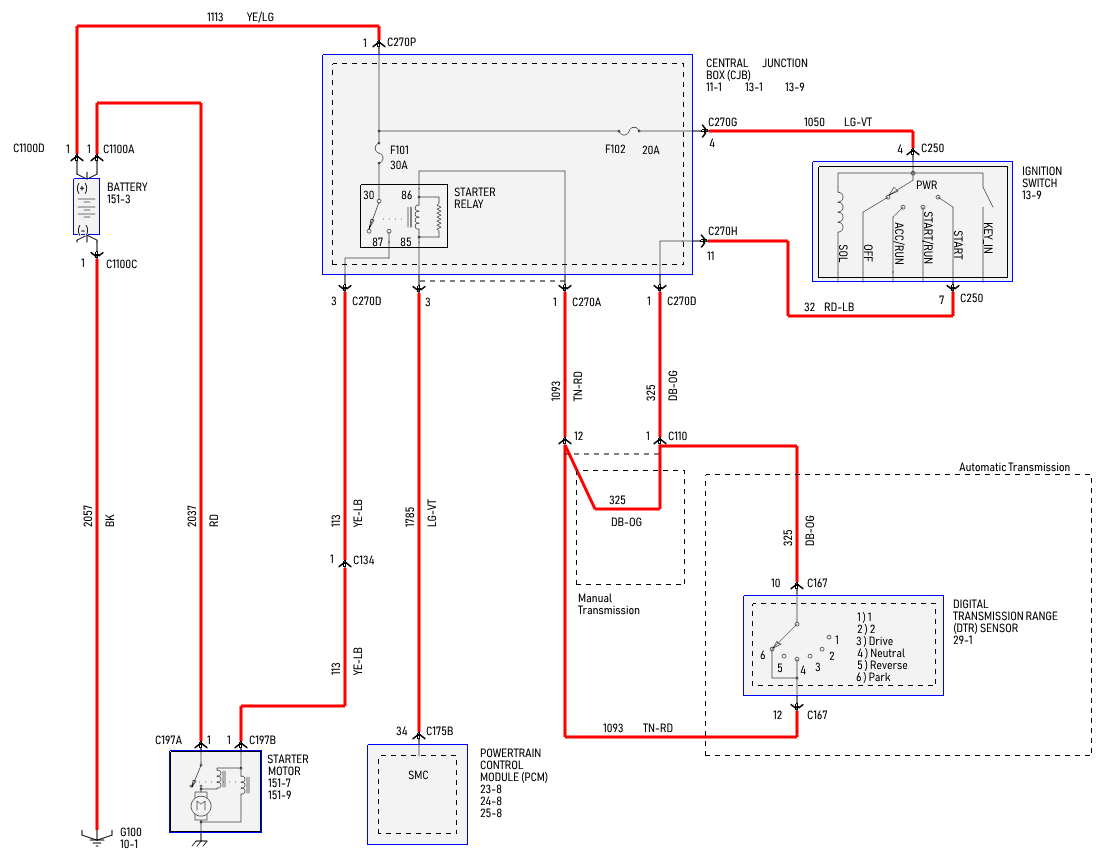 1113 YE/LG
1 C270P
CENTRAL JUNCTION
BOX (CJB)
11-1 13-1 13-9
C1100D 1 1 C1100A
BATTERY
151-3
(+)
(-)
1 C1100C
F101
30A
F102 20A
C270G
4
1050 LG-VT
4 C250
IGNITION
SWITCH
13-9
PWR
SOL
OFF
ACC/RUN
START/RUN
START
KEY IN
STARTER
RELAY
30 86
87 85
C270H
11
7 C250
32 RD-LB
3 C270D
3
1 C270A
1 C270D
1093 TN-RD
325 DB-OG
12
1 C110
Automatic Transmission
325
DB-OG
Manual
Transmission
2057 BK
2037 RD
113 YE-LB
1785 LG-VT
1 C134
113 YE-LB
325 DB-OG
10 C167
DIGITAL
TRANSMISSION RANGE
(DTR) SENSOR
29-1
1) 1
2) 2
3) Drive
4) Neutral
5) Reverse
6) Park
1
2
3
4
5
6
12 C167
1093 TN-RD
C197A 1 1 C197B
STARTER
MOTOR
151-7
151-9
M
34 C175B
SMC
POWERTRAIN
CONTROL
MODULE (PCM)
23-8
24-8
25-8
G100
10-1